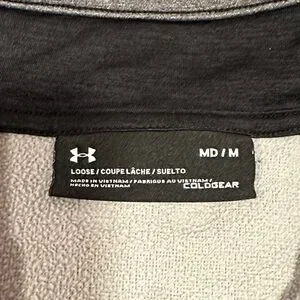 MD / M
LOOSE / COUPE LÂCHE / SUELTO
MADE IN VIETNAM / FABRIQUÉ AU VIETNAM /
HECHO EN VIETNAM
COLDGEAR